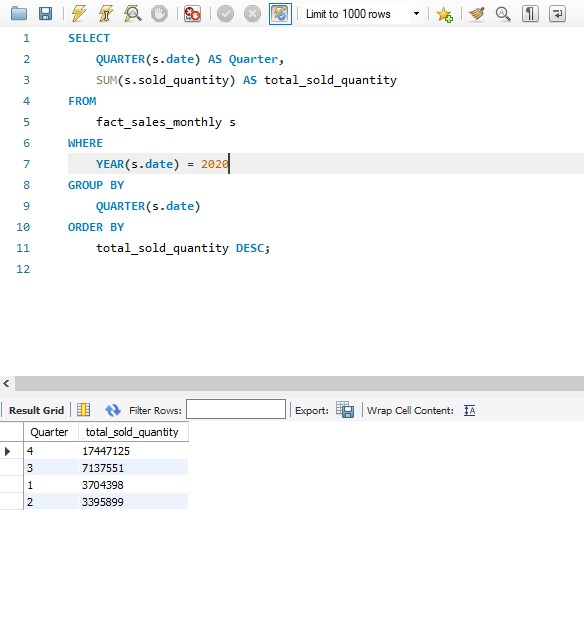 Limit to 1000 rows
1 SELECT
2 QUARTER(s.date) AS Quarter,
3 SUM(s.sold_quantity) AS total_sold_quantity
4 FROM
5 fact_sales_monthly s
6 WHERE
7 YEAR(s.date) = 2020
8 GROUP BY
9 QUARTER(s.date)
10 ORDER BY
11 total_sold_quantity DESC;
12
Result Grid Filter Rows: Export: Wrap Cell Content: IA
Quarter total_sold_quantity
4 17447125
3 7137551
1 3704398
2 3395899